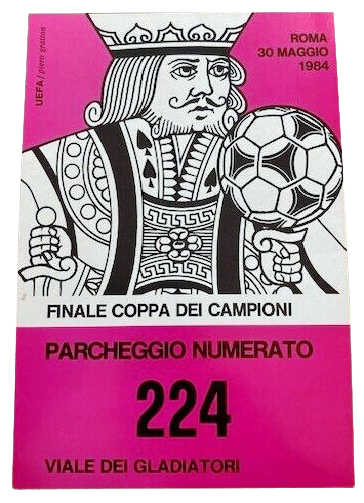 UEFA / piero gratton
ROMA
30 MAGGIO
1984
FINALE COPPA DEI CAMPIONI
PARCHEGGIO NUMERATO
224
VIALE DEI GLADIATORI